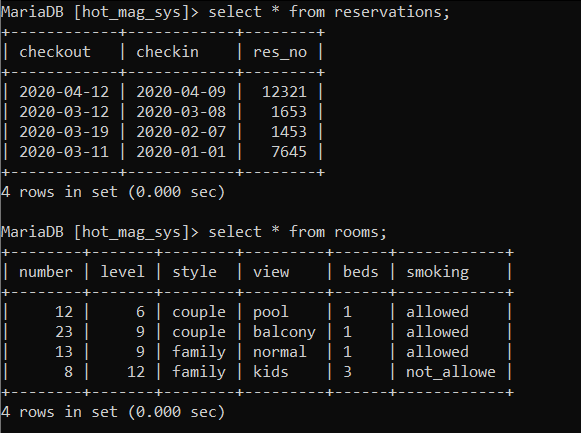 MariaDB [hot_mag_sys]> select * from reservations;
+------------+------------+--------+
| checkout   | checkin    | res_no |
+------------+------------+--------+
| 2020-04-12 | 2020-04-09 |  12321 |
| 2020-03-12 | 2020-03-08 |   1653 |
| 2020-03-19 | 2020-02-07 |   1453 |
| 2020-03-11 | 2020-01-01 |   7645 |
+------------+------------+--------+
4 rows in set (0.000 sec)

MariaDB [hot_mag_sys]> select * from rooms;
+--------+-------+--------+---------+------+------------+
| number | level | style  | view    | beds | smoking    |
+--------+-------+--------+---------+------+------------+
|     12 |     6 | couple | pool    | 1    | allowed    |
|     23 |     9 | couple | balcony | 1    | allowed    |
|     13 |     9 | family | normal  | 1    | allowed    |
|      8 |    12 | family | kids    | 3    | not_allowe |
+--------+-------+--------+---------+------+------------+
4 rows in set (0.000 sec)